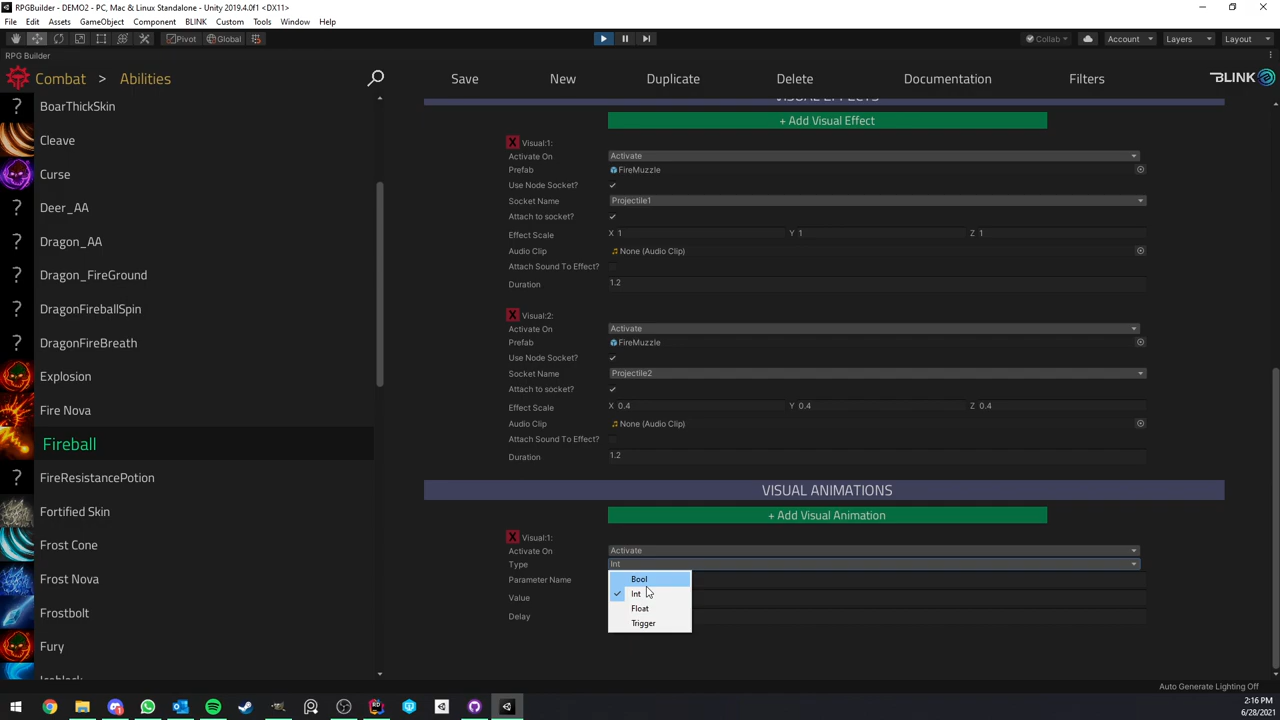 RPGBuilder - DEMO2 - PC, Mac & Linux Standalone - Unity 2019.4.0f1 <DX11>
File Edit Assets GameObject Component BLINK Custom Tools Window Help
Pivot Global Collab Account Layers Layout
RPG Builder
Combat > Abilities Save New Duplicate Delete Documentation Filters BLINK
BoarThickSkin
Cleave
Curse
Deer_AA
Dragon_AA
Dragon_FireGround
DragonFireballSpin
DragonFireBreath
Explosion
Fire Nova
Fireball
FireResistancePotion
Fortified Skin
Frost Cone
Frost Nova
Frostbolt
Fury
Iceblock
VISUAL EFFECTS
+ Add Visual Effect
X Visual:1:
Activate On Activate
Prefab FireMuzzle
Use Node Socket?
Socket Name Projectile1
Attach to socket?
Effect Scale X 1 Y 1 Z 1
Audio Clip None (Audio Clip)
Attach Sound To Effect?
Duration 1.2
X Visual:2:
Activate On Activate
Prefab FireMuzzle
Use Node Socket?
Socket Name Projectile2
Attach to socket?
Effect Scale X 0.4 Y 0.4 Z 0.4
Audio Clip None (Audio Clip)
Attach Sound To Effect?
Duration 1.2
VISUAL ANIMATIONS
+ Add Visual Animation
X Visual:1:
Activate On Activate
Type Int
Parameter Name
Value
Delay
Bool
Int
Float
Trigger
Auto Generate Lighting Off
2:16 PM
6/28/2021